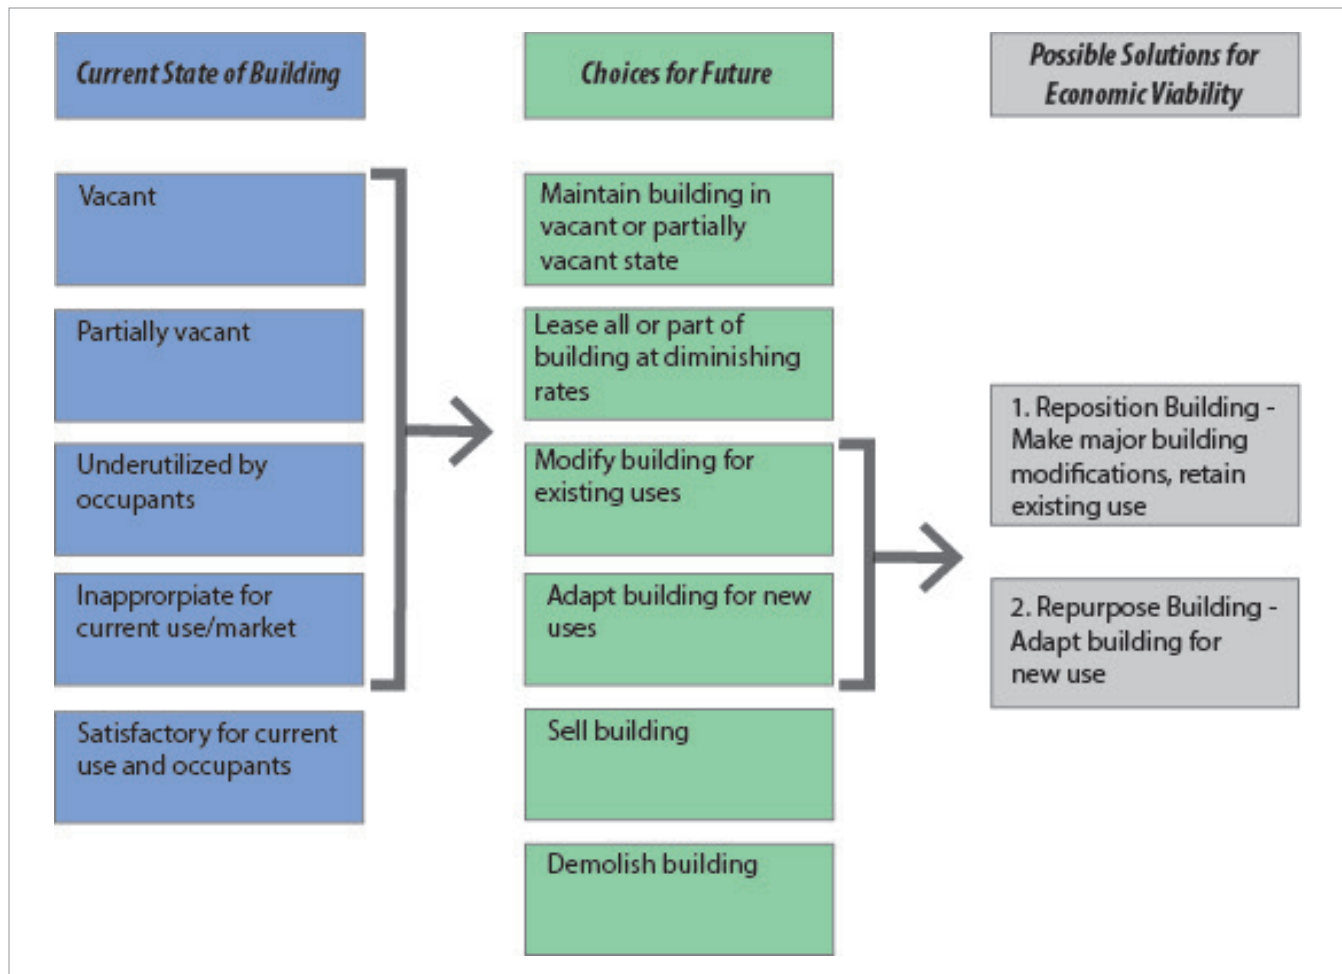 Current State of Building
Vacant
Partially vacant
Underutilized by
occupants
Inapprorpiate for
current use/market
Satisfactory for current
use and occupants
Choices for Future
Maintain building in
vacant or partially
vacant state
Lease all or part of
building at diminishing
rates
Modify building for
existing uses
Adapt building for new
uses
Sell building
Demolish building
Possible Solutions for
Economic Viability
1. Reposition Building -
Make major building
modifications, retain
existing use
2. Repurpose Building -
Adapt building for
new use